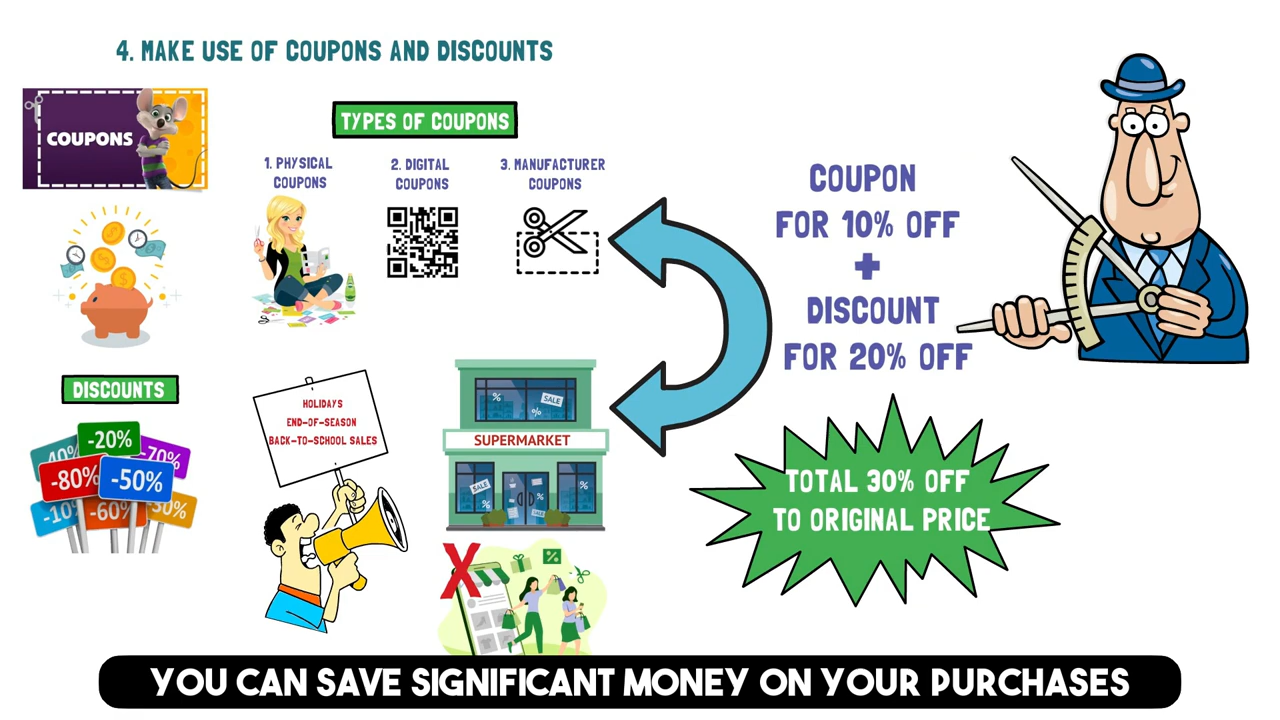 4. MAKE USE OF COUPONS AND DISCOUNTS
COUPONS
TYPES OF COUPONS
1. PHYSICAL
COUPONS
2. DIGITAL
COUPONS
3. MANUFACTURER
COUPONS
COUPON
FOR 10% OFF
+
DISCOUNT
FOR 20% OFF
TOTAL 30% OFF
TO ORIGINAL PRICE
DISCOUNTS
-20%
-70%
-80%
-50%
-60%
HOLIDAYS
END-OF-SEASON
BACK-TO-SCHOOL SALES
SALE
%
%
SUPERMARKET
SALE
%
%
SALE
%
X
%
YOU CAN SAVE SIGNIFICANT MONEY ON YOUR PURCHASES